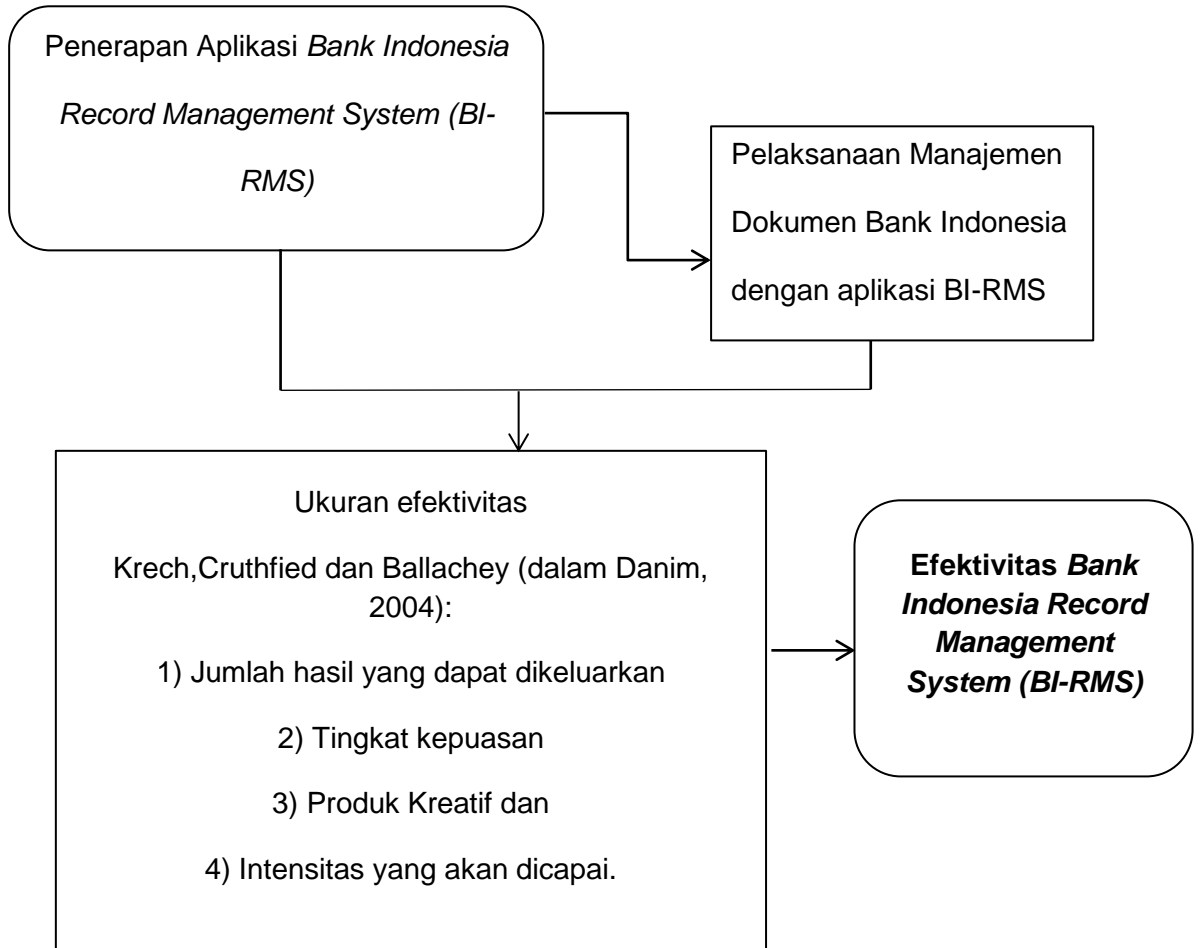 Penerapan Aplikasi Bank Indonesia
Record Management System (BI-
RMS)
Pelaksanaan Manajemen
Dokumen Bank Indonesia
dengan aplikasi BI-RMS
Ukuran efektivitas
Krech,Cruthfied dan Ballachey (dalam Danim,
2004):
1) Jumlah hasil yang dapat dikeluarkan
2) Tingkat kepuasan
3) Produk Kreatif dan
4) Intensitas yang akan dicapai.
Efektivitas Bank
Indonesia Record
Management
System (BI-RMS)